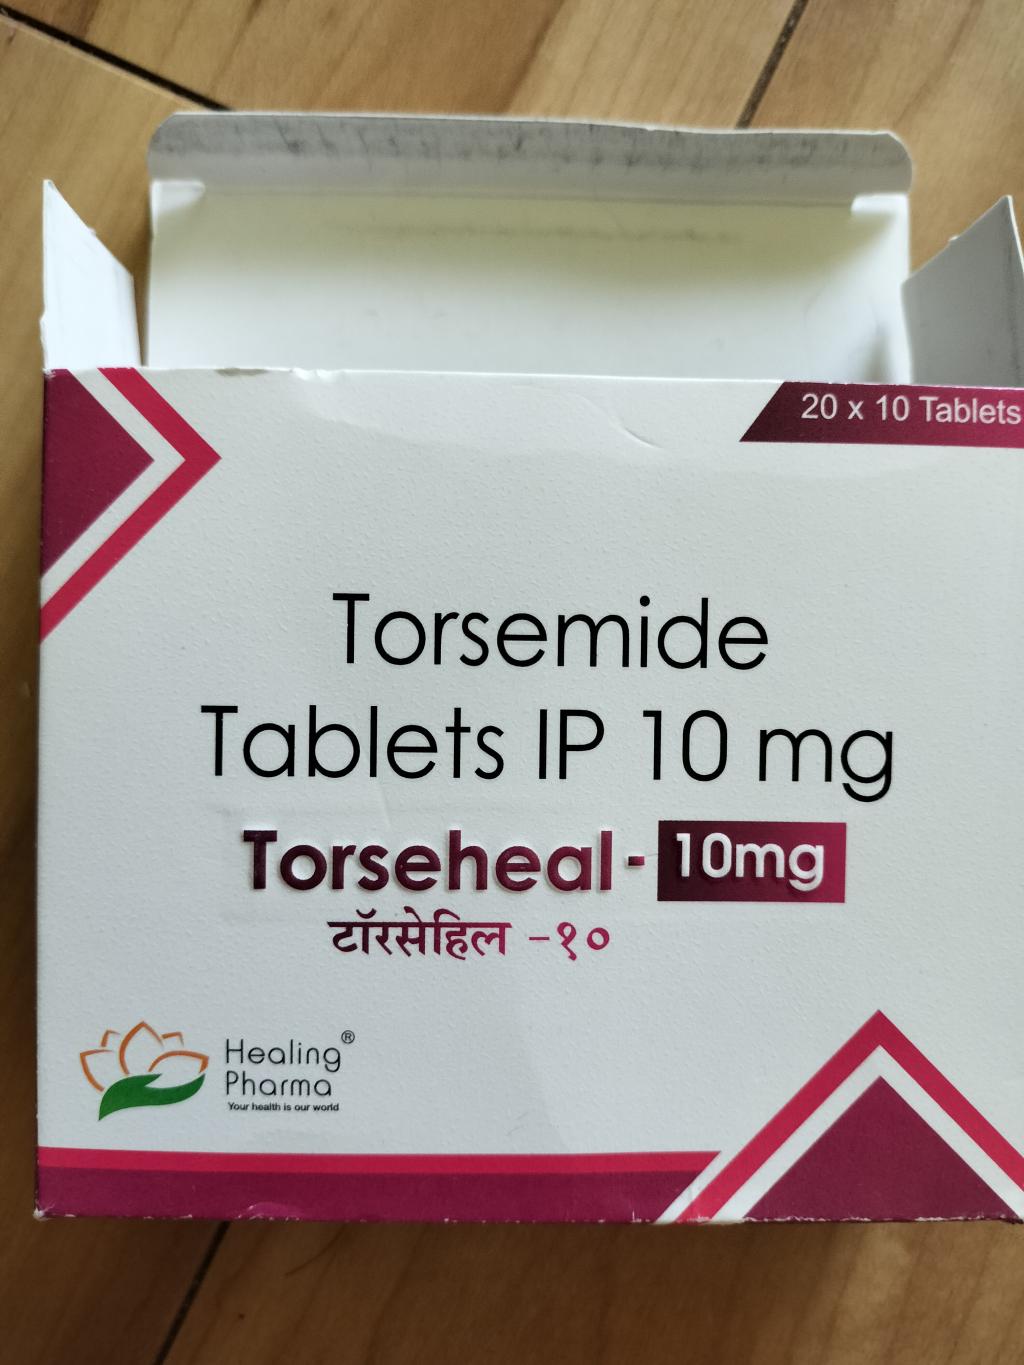 20 x 10 Tablets
Torsemide
Tablets IP 10 mg
Torseheal - 10mg
टॉरसेहिल -१०
Healing®
Pharma
Your health is our world